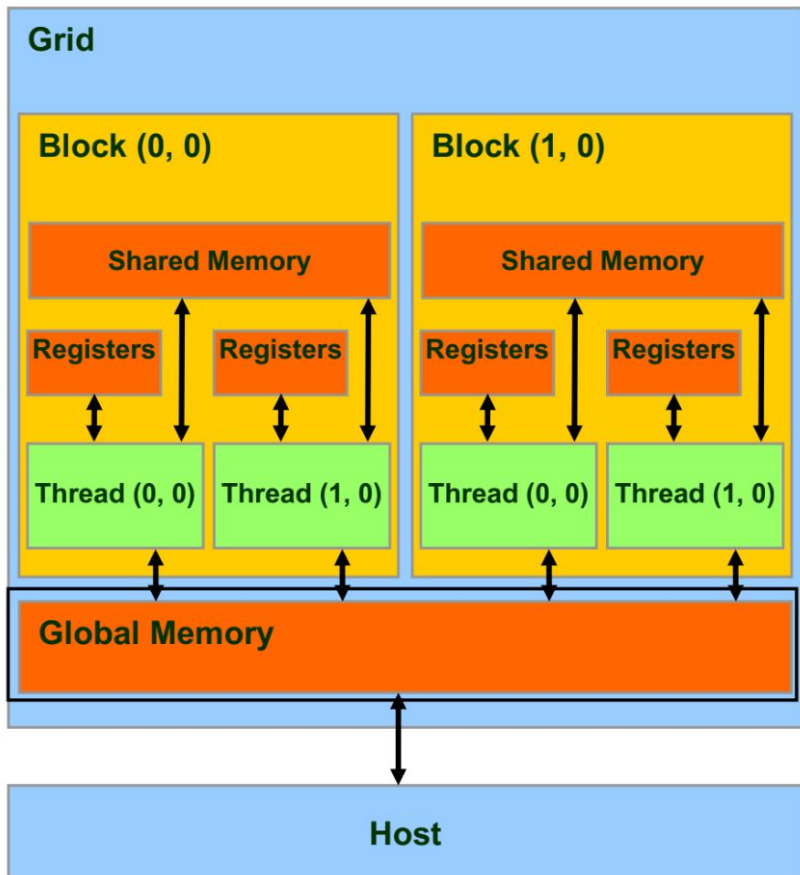 Grid
Block (0, 0)
Block (1, 0)
Shared Memory
Shared Memory
Registers
Registers
Registers
Registers
Thread (0, 0)
Thread (1, 0)
Thread (0, 0)
Thread (1, 0)
Global Memory
Host